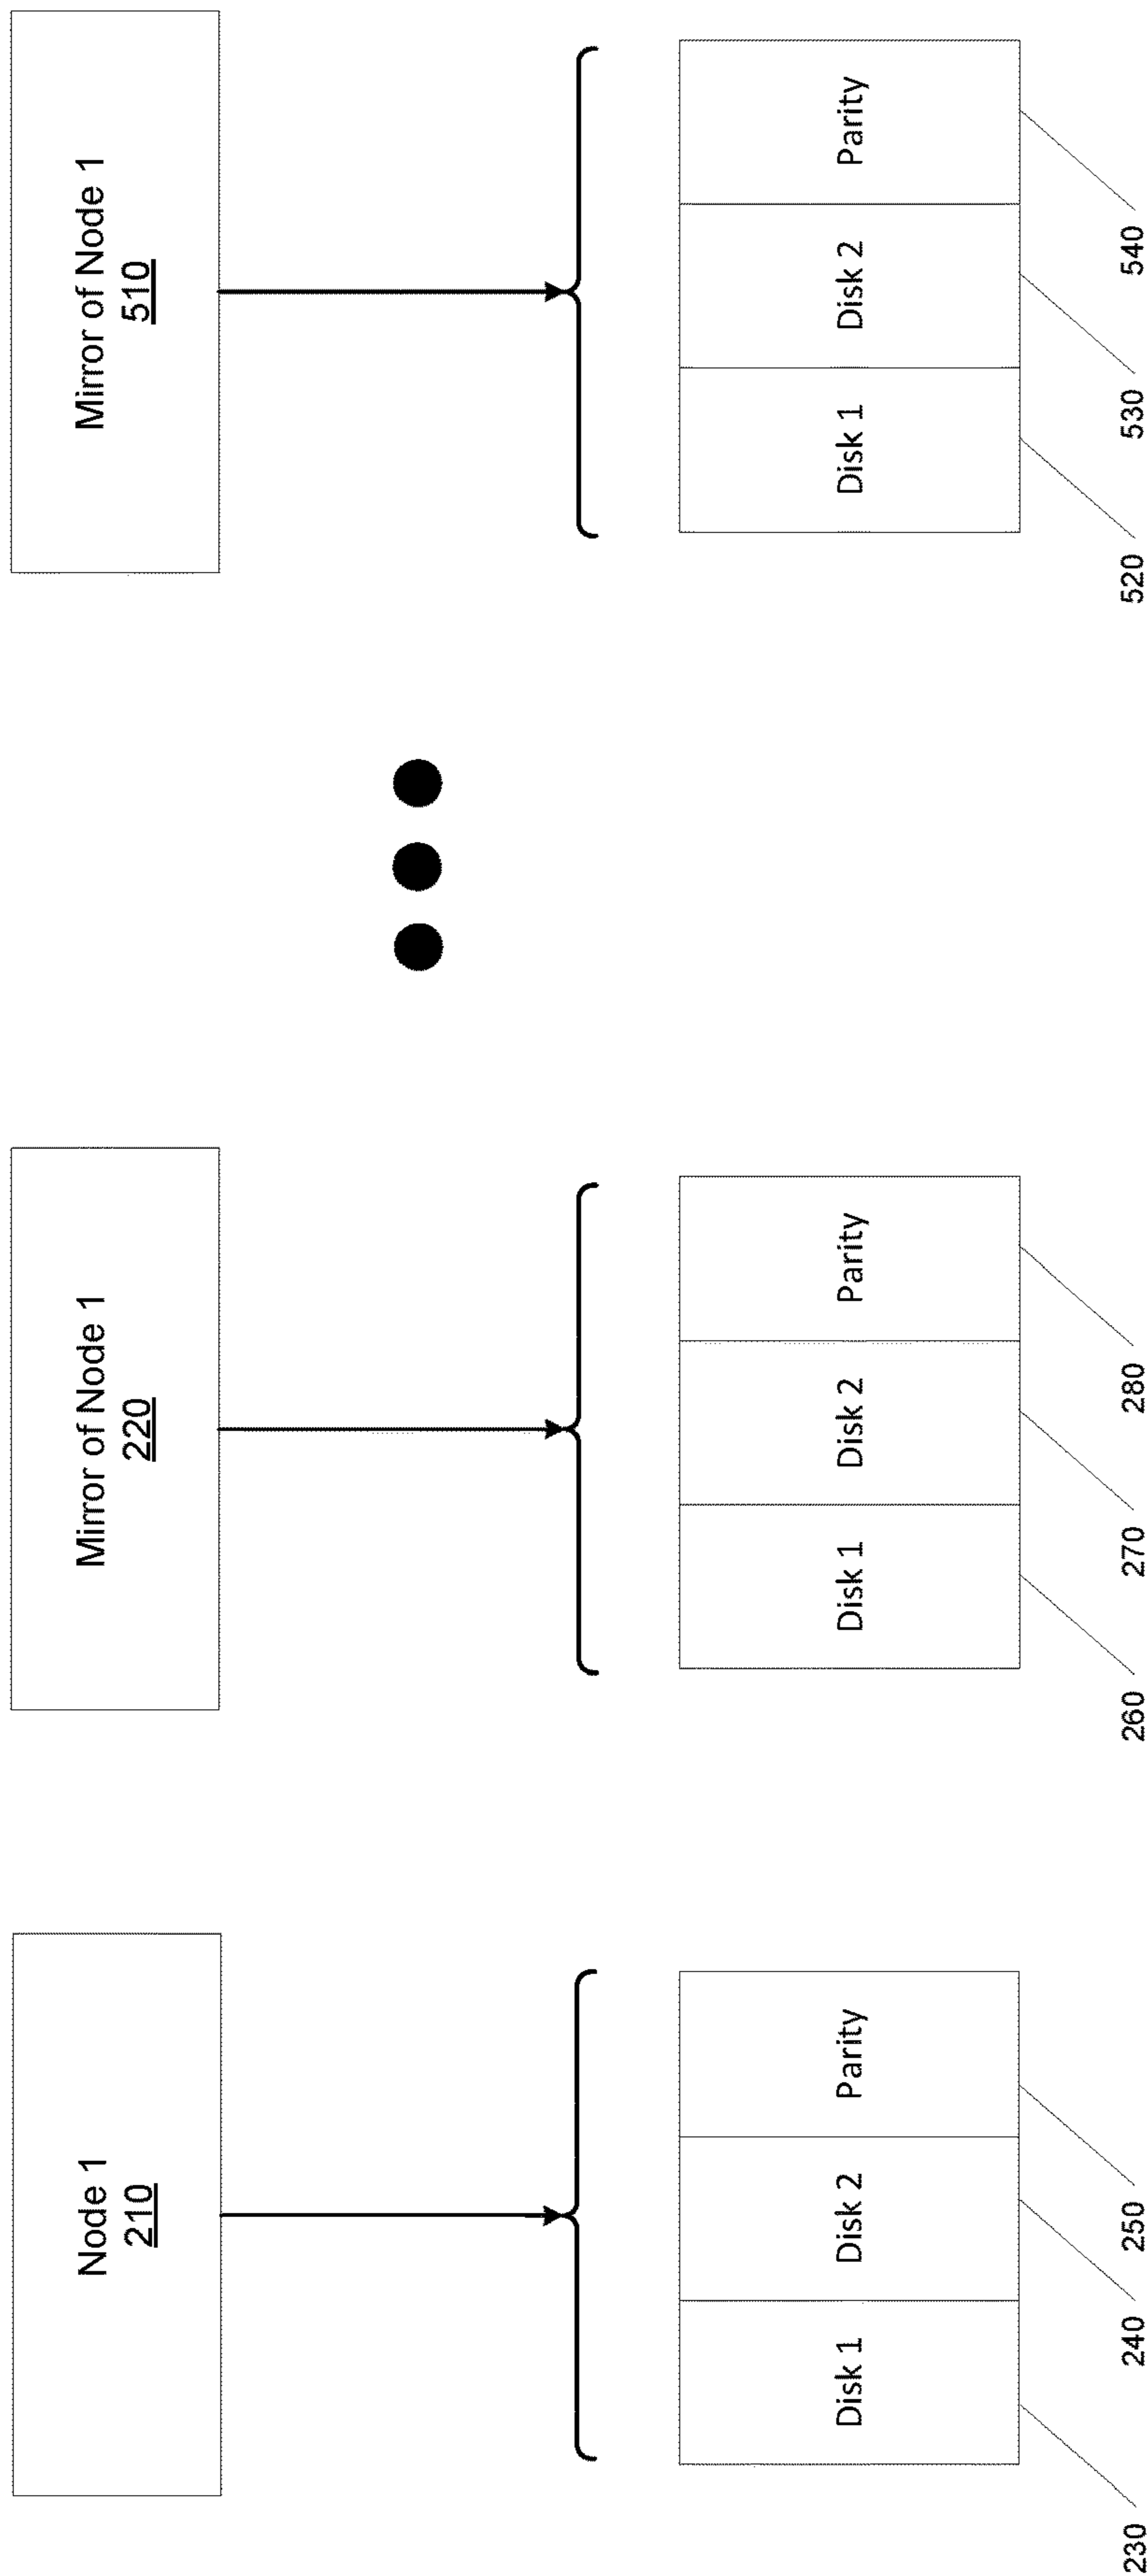 Node 1
210
Mirror of Node 1
220
Mirror of Node 1
510
Disk 1
Disk 2
Parity
Disk 1
Disk 2
Parity
Disk 1
Disk 2
Parity
230
240
250
260
270
280
520
530
540